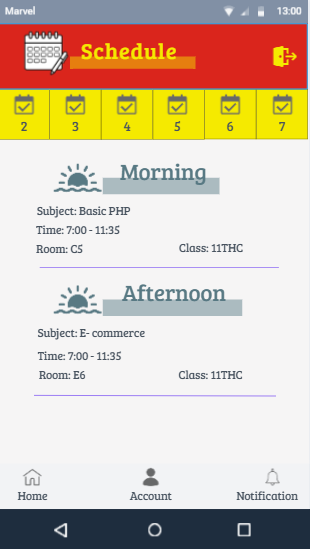 Marvel 13:00
Schedule
2 3 4 5 6 7
Morning
Subject: Basic PHP
Time: 7:00 - 11:35
Room: C5 Class: 11THC
Afternoon
Subject: E- commerce
Time: 7:00 - 11:35
Room: E6 Class: 11THC
Home Account Notification